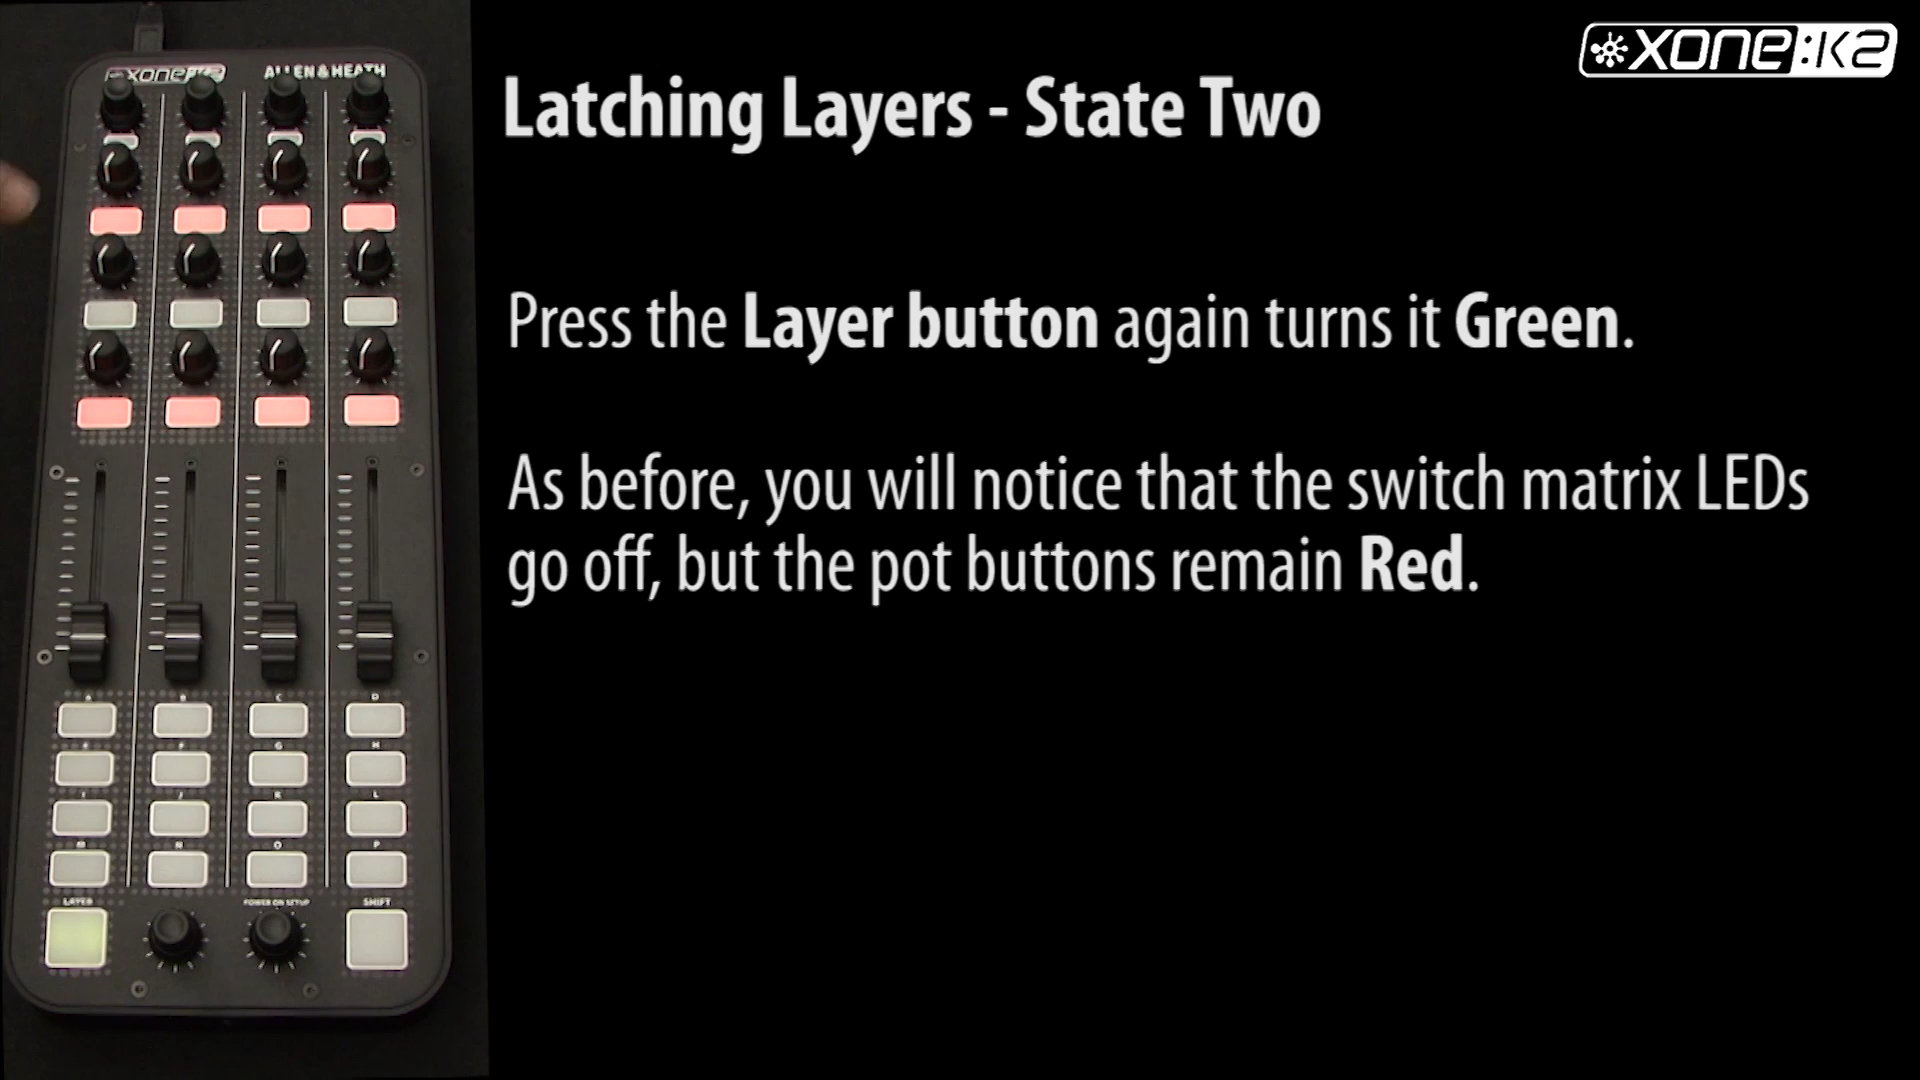 XONE:K2
Latching Layers - State Two
Press the Layer button again turns it Green.
As before, you will notice that the switch matrix LEDs
go off, but the pot buttons remain Red.
XONE:K2 ALLEN & HEATH
A B C D
E F G H
I J K L
M N O P
LAYER POWER ON SETUP SHIFT